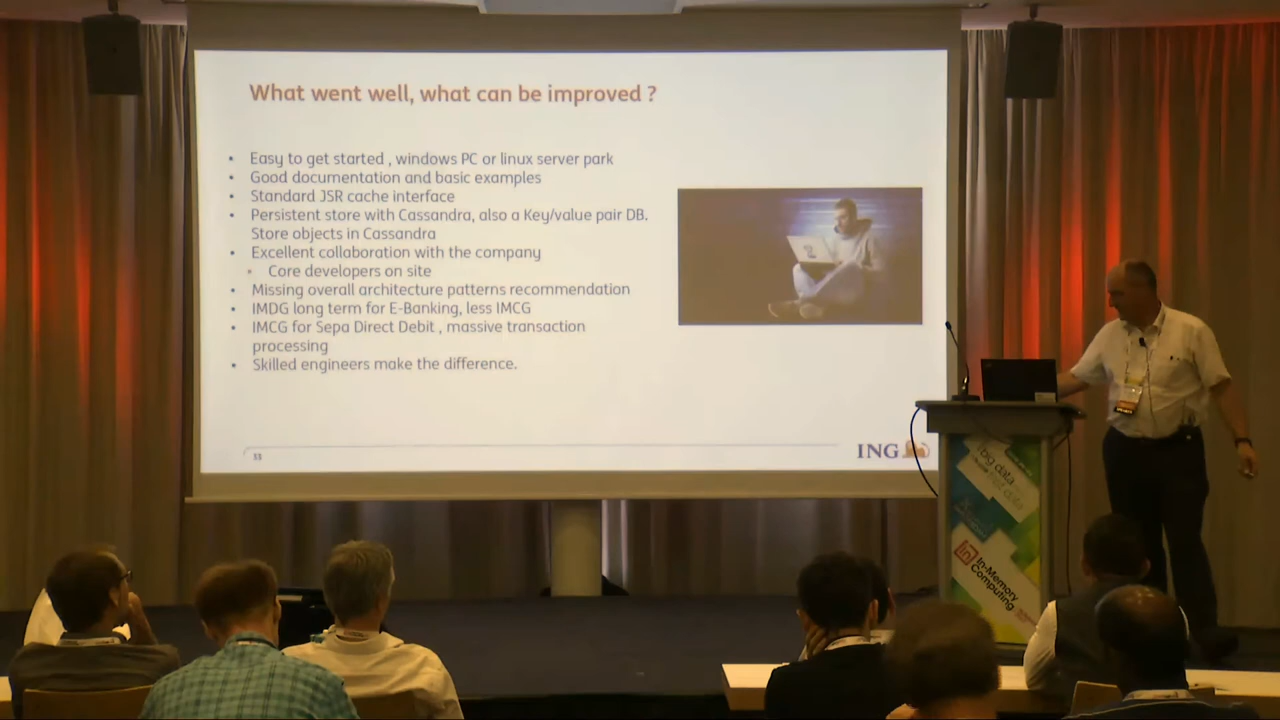 What went well, what can be improved ?
• Easy to get started , windows PC or linux server park
• Good documentation and basic examples
• Standard JSR cache interface
• Persistent store with Cassandra, also a Key/value pair DB.
Store objects in Cassandra
• Excellent collaboration with the company
• Core developers on site
• Missing overall architecture patterns recommendation
• IMDG long term for E-Banking, less IMCG
• IMCG for Sepa Direct Debit , massive transaction
processing
• Skilled engineers make the difference.
33
ING
big data
fast data
In-Memory
Computing